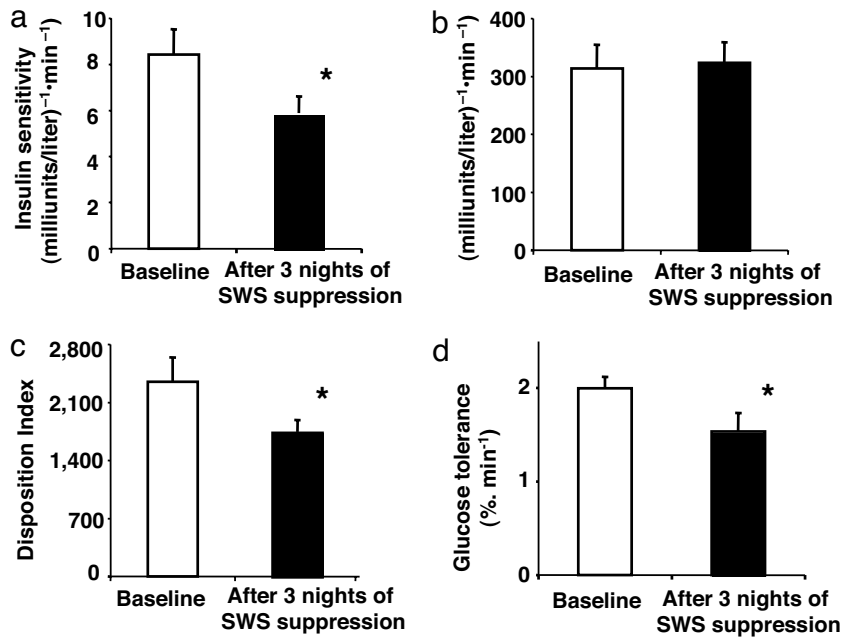 a
Insulin sensitivity
(milliunits/liter)⁻¹·min⁻¹
10
8
6
4
2
0
*
Baseline
After 3 nights of
SWS suppression
b
(milliunits/liter)⁻¹·min⁻¹
400
300
200
100
0
Baseline
After 3 nights of
SWS suppression
c
Disposition Index
2,800
2,100
1,400
700
0
*
Baseline
After 3 nights of
SWS suppression
d
Glucose tolerance
(%. min⁻¹)
2
1
0
*
Baseline
After 3 nights of
SWS suppression